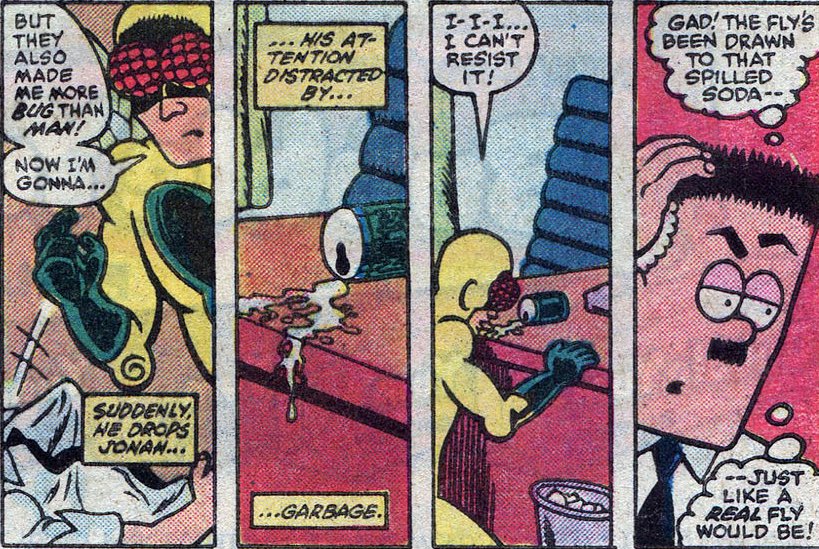 BUT
THEY
ALSO
MADE
ME MORE
BUG THAN
MAN!
NOW I'M
GONNA...
SUDDENLY,
HE DROPS
JONAH...
...HIS AT-
TENTION
DISTRACTED
BY...
...GARBAGE.
I-I-I...
I CAN'T
RESIST
IT!
GAD! THE FLY'S
BEEN DRAWN
TO THAT
SPILLED
SODA--
--JUST
LIKE A
REAL FLY
WOULD BE!